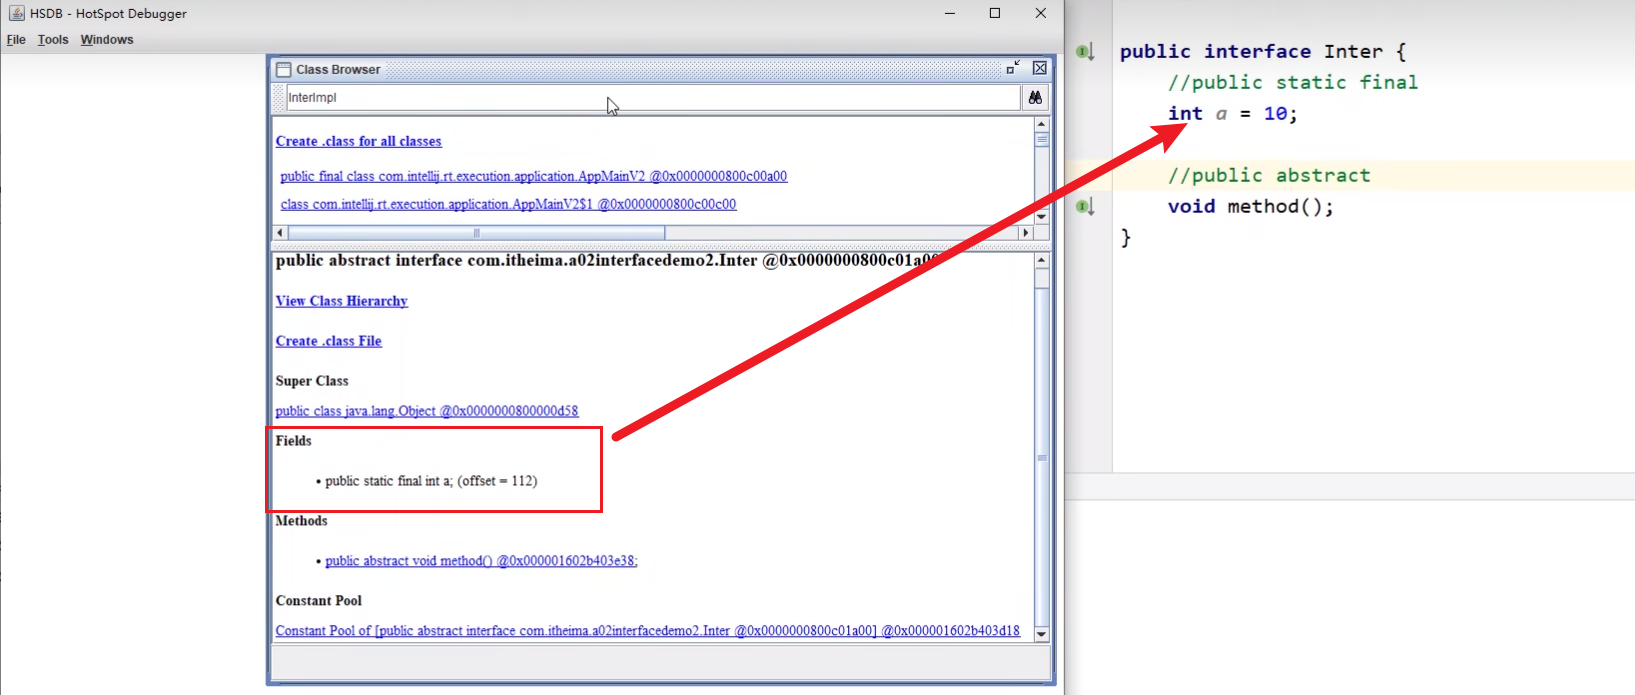 HSDB - HotSpot Debugger
File Tools Windows
Class Browser
InterImpl
Create .class for all classes
public final class com.intellij.rt.execution.application.AppMainV2 @0x0000000800c00a00
class com.intellij.rt.execution.application.AppMainV2$1 @0x0000000800c00c00
public abstract interface com.itheima.a02interfacedemo2.Inter @0x0000000800c01a00
View Class Hierarchy
Create .class File
Super Class
public class java.lang.Object @0x0000000800000d58
Fields
• public static final int a; (offset = 112)
Methods
• public abstract void method() @0x000001602b403e38;
Constant Pool
Constant Pool of [public abstract interface com.itheima.a02interfacedemo2.Inter @0x0000000800c01a00] @0x000001602b403d18
public interface Inter {
//public static final
int a = 10;
//public abstract
void method();
}